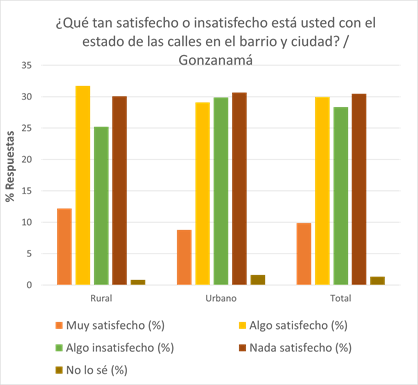 ¿Qué tan satisfecho o insatisfecho está usted con el
estado de las calles en el barrio y ciudad? /
Gonzanamá
35
30
25
20
15
10
5
0
% Respuestas
Rural Urbano Total
Muy satisfecho (%) Algo satisfecho (%)
Algo insatisfecho (%) Nada satisfecho (%)
No lo sé (%)